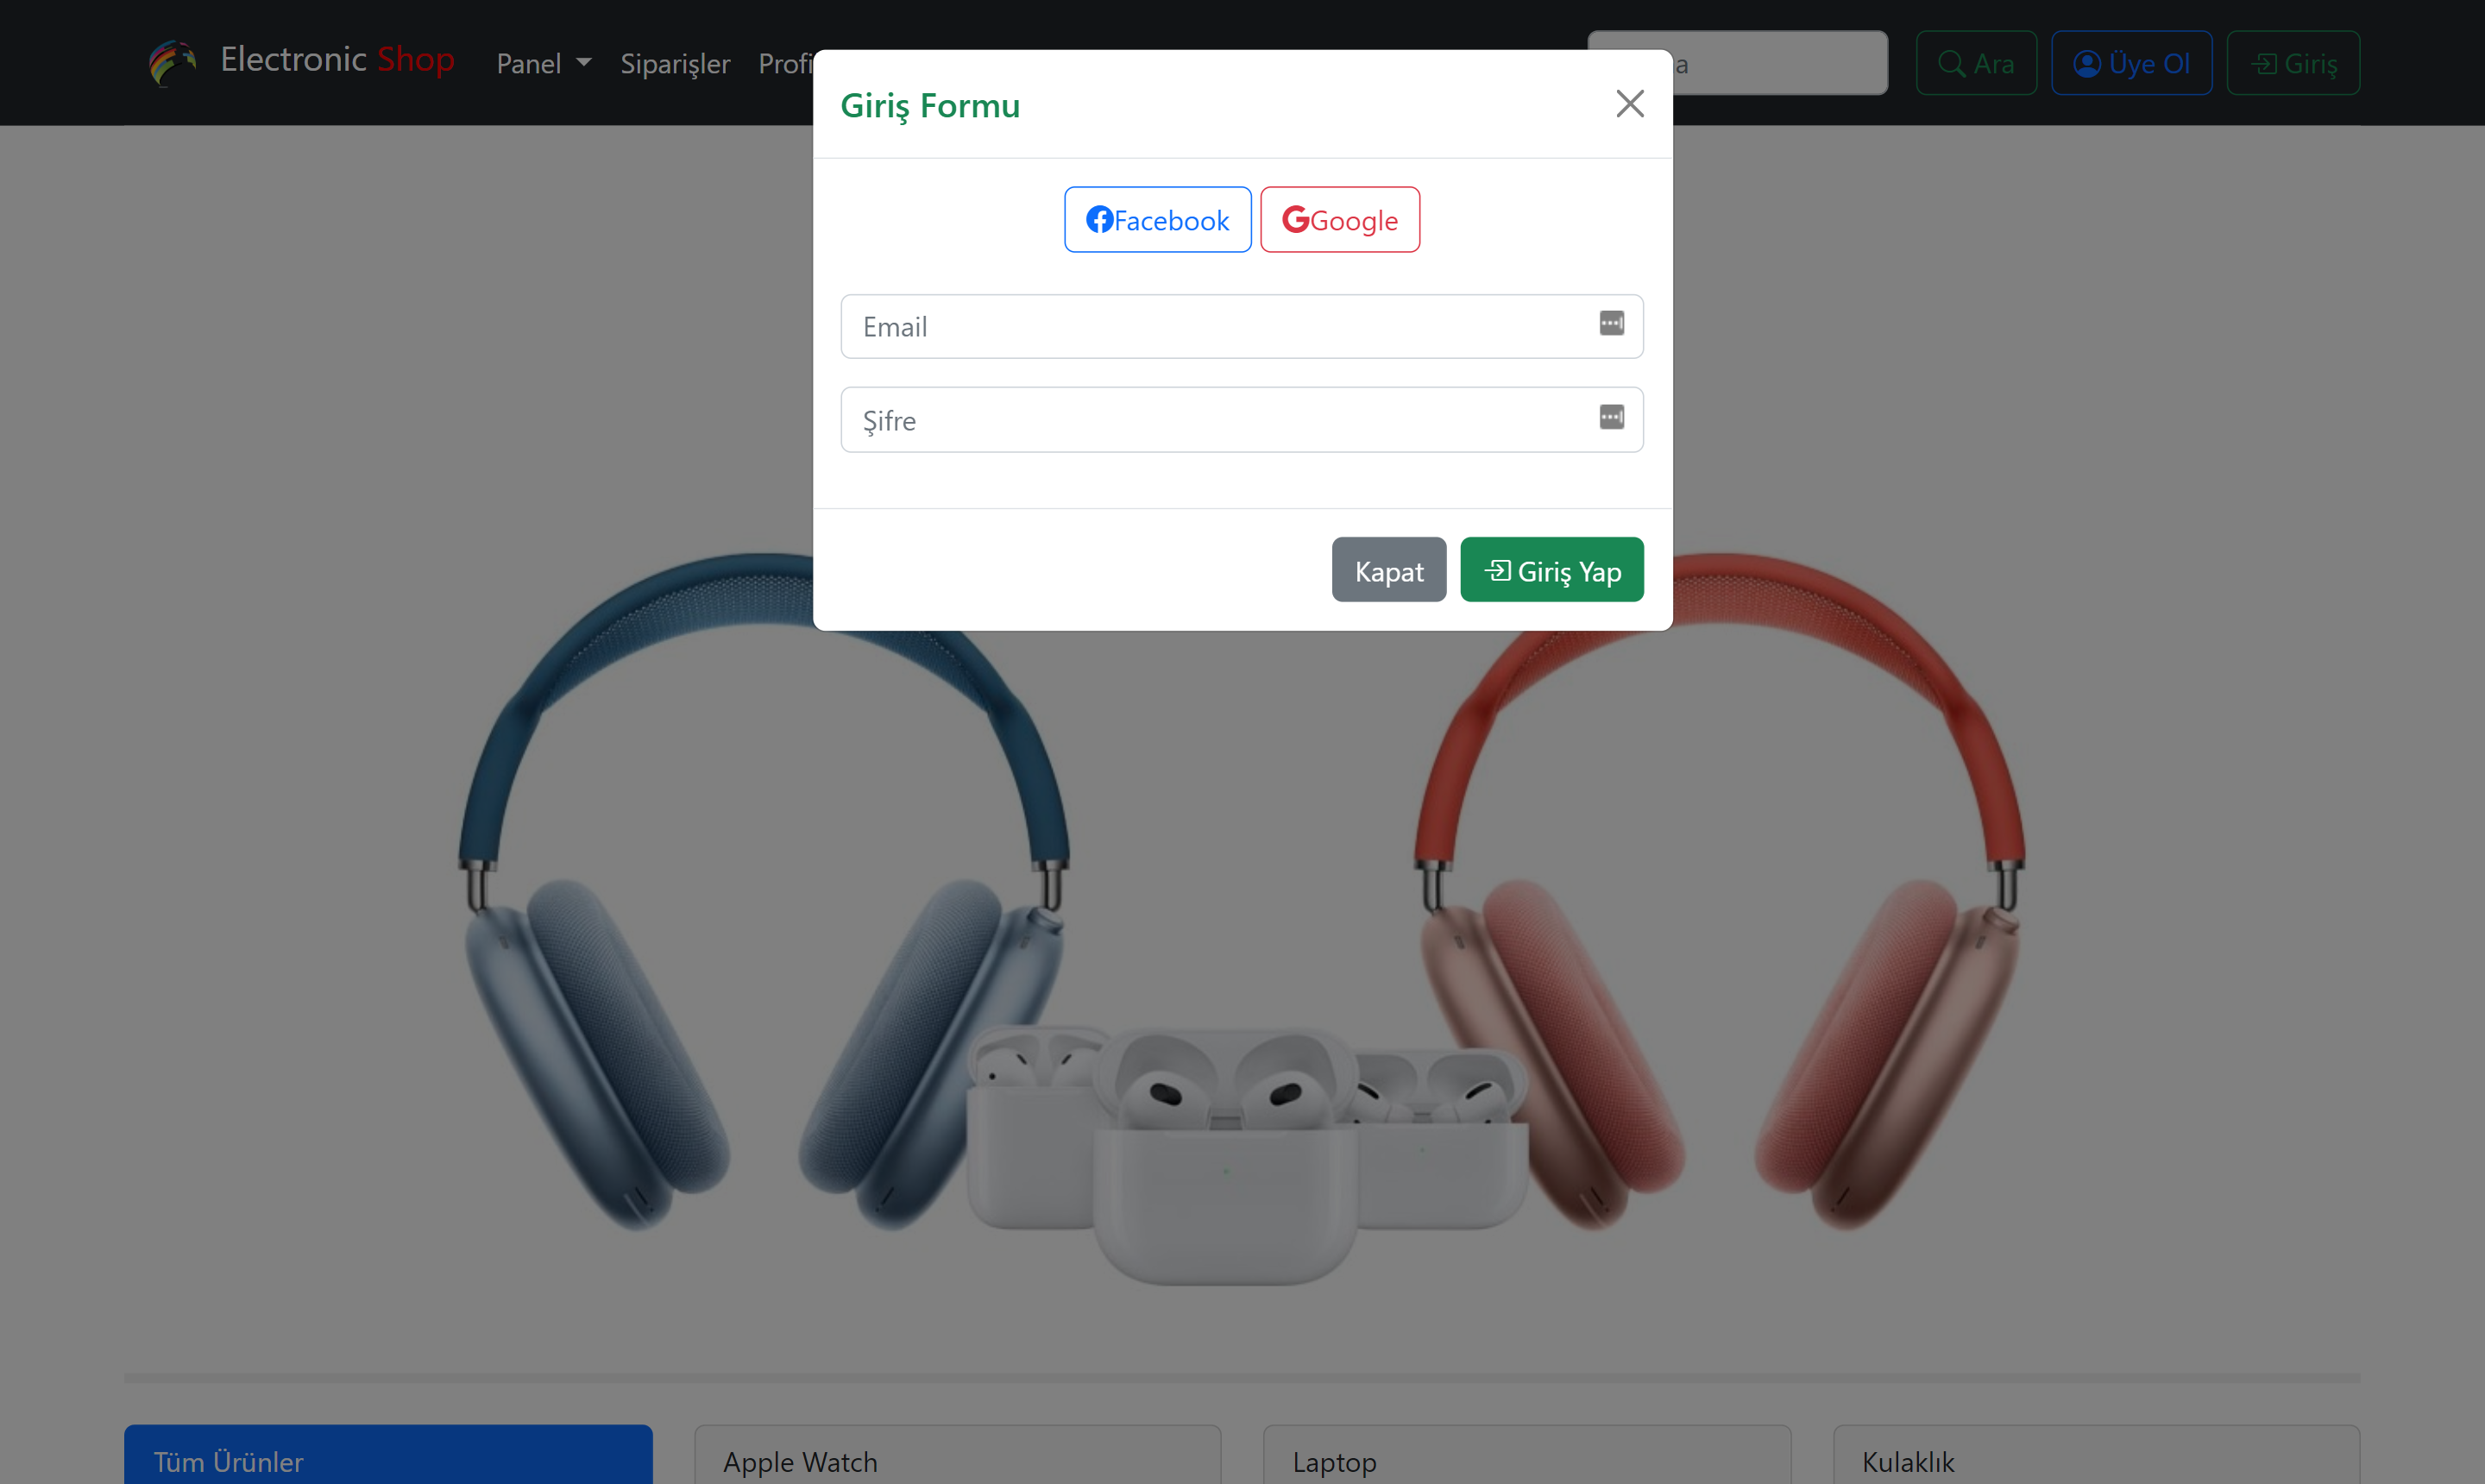 Electronic Shop Panel Siparişler Ara Üye Ol Giriş
Giriş Formu
Facebook Google
Email
Şifre
Kapat Giriş Yap
Tüm Ürünler Apple Watch Laptop Kulaklık